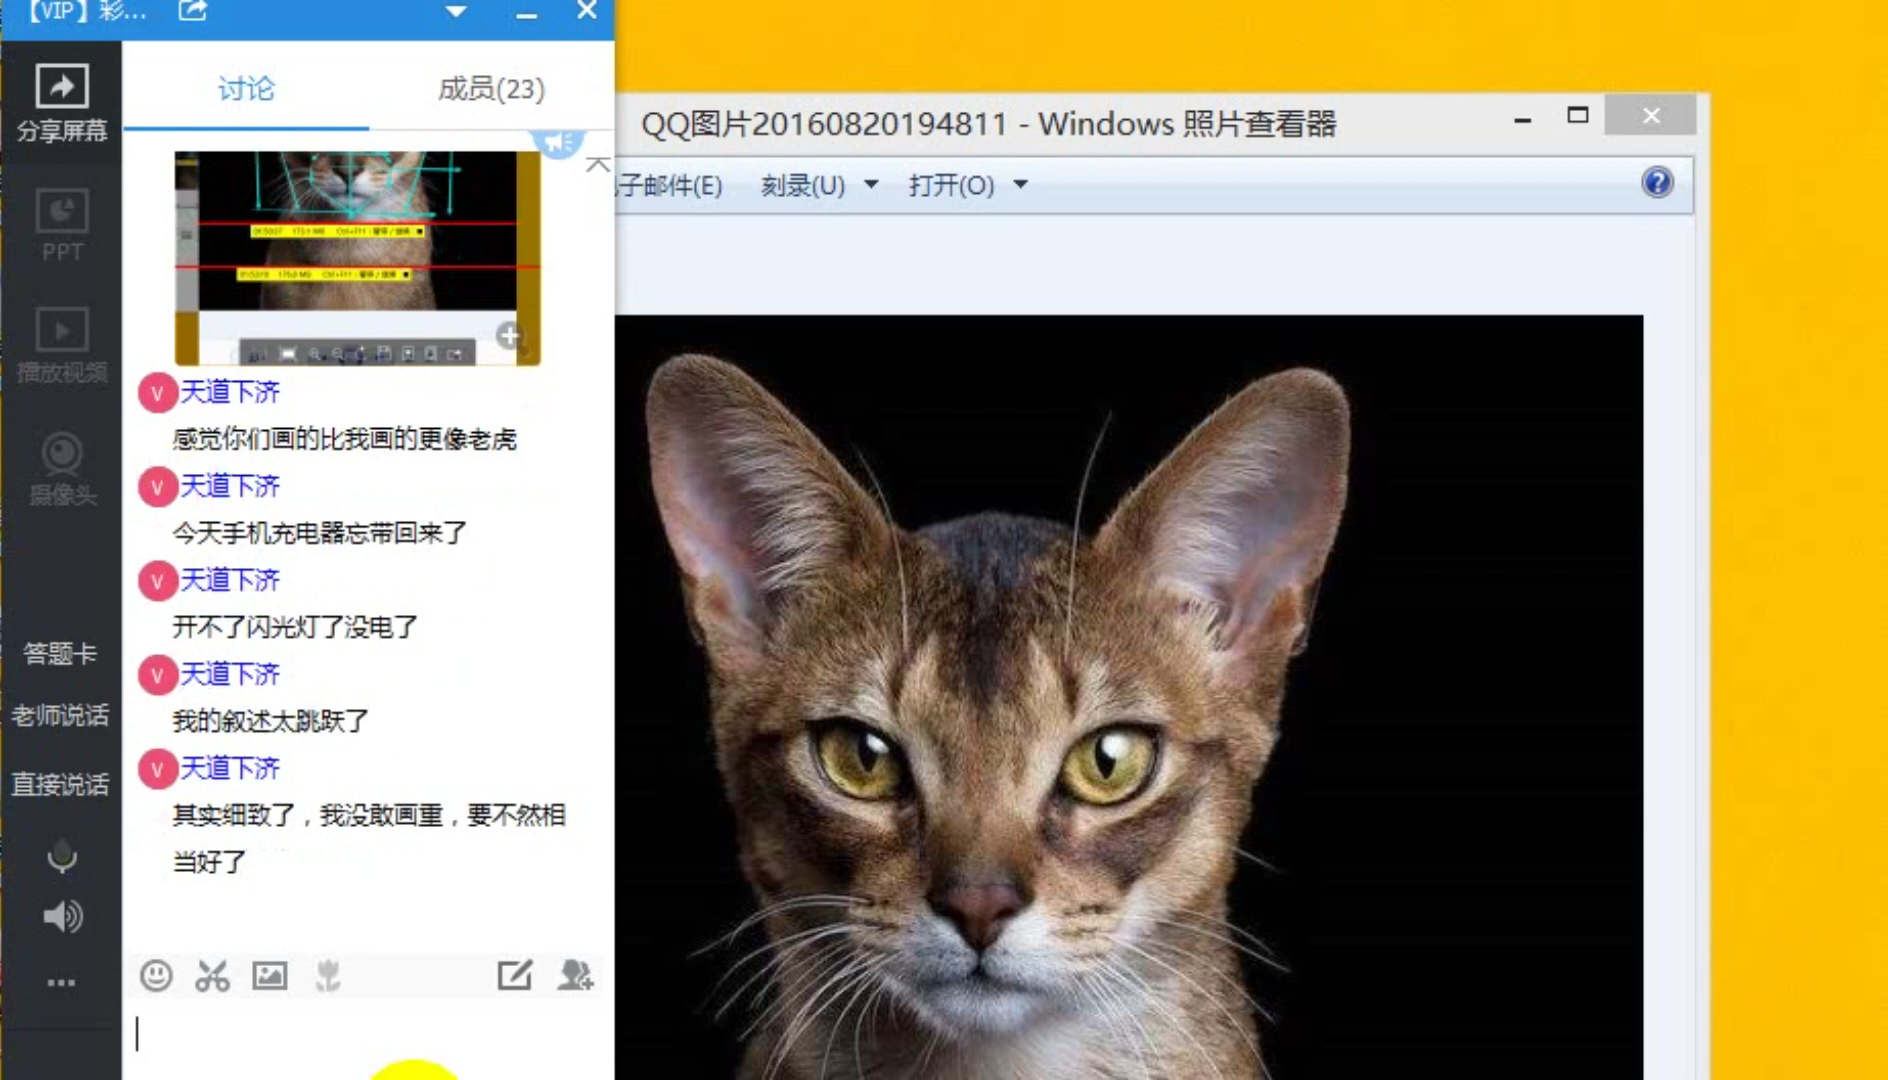 【VIP】彩...
分享屏幕
PPT
播放视频
摄像头
答题卡
老师说话
直接说话
讨论
成员(23)
天道下济
感觉你们画的比我画的更像老虎
天道下济
今天手机充电器忘带回来了
天道下济
开不了闪光灯了没电了
天道下济
我的叙述太跳跃了
天道下济
其实细致了，我没敢画重，要不然相
当好了
QQ图片20160820194811 - Windows 照片查看器
子邮件(E) 刻录(U) 打开(O)